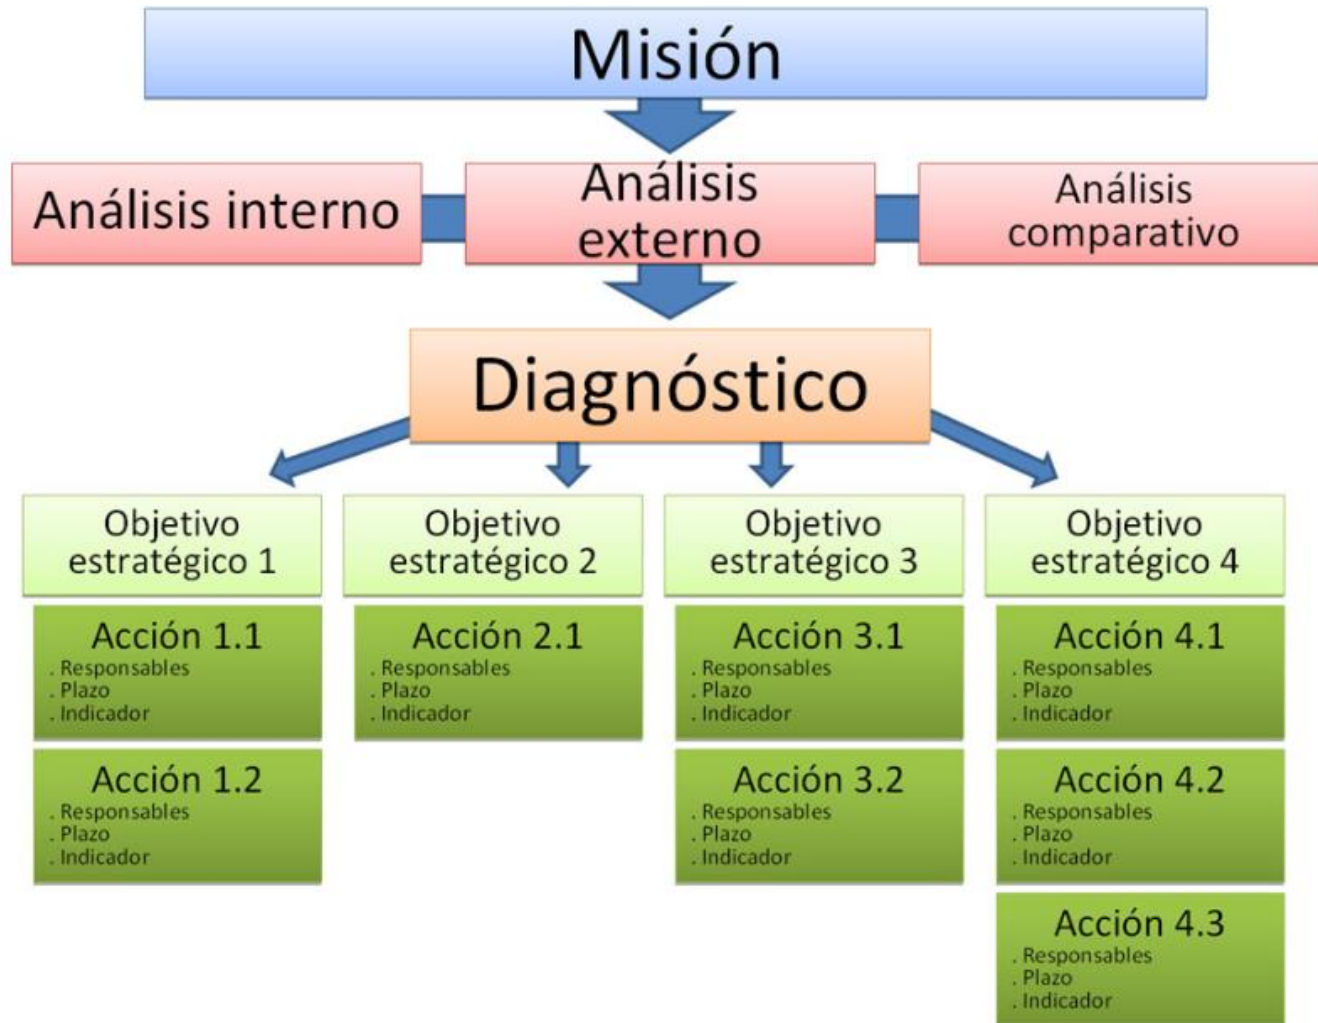 Misión
Análisis interno
Análisis
externo
Análisis
comparativo
Diagnóstico
Objetivo
estratégico 1
Acción 1.1
. Responsables
. Plazo
. Indicador
Acción 1.2
. Responsables
. Plazo
. Indicador
Objetivo
estratégico 2
Acción 2.1
. Responsables
. Plazo
. Indicador
Objetivo
estratégico 3
Acción 3.1
. Responsables
. Plazo
. Indicador
Acción 3.2
. Responsables
. Plazo
. Indicador
Objetivo
estratégico 4
Acción 4.1
. Responsables
. Plazo
. Indicador
Acción 4.2
. Responsables
. Plazo
. Indicador
Acción 4.3
. Responsables
. Plazo
. Indicador